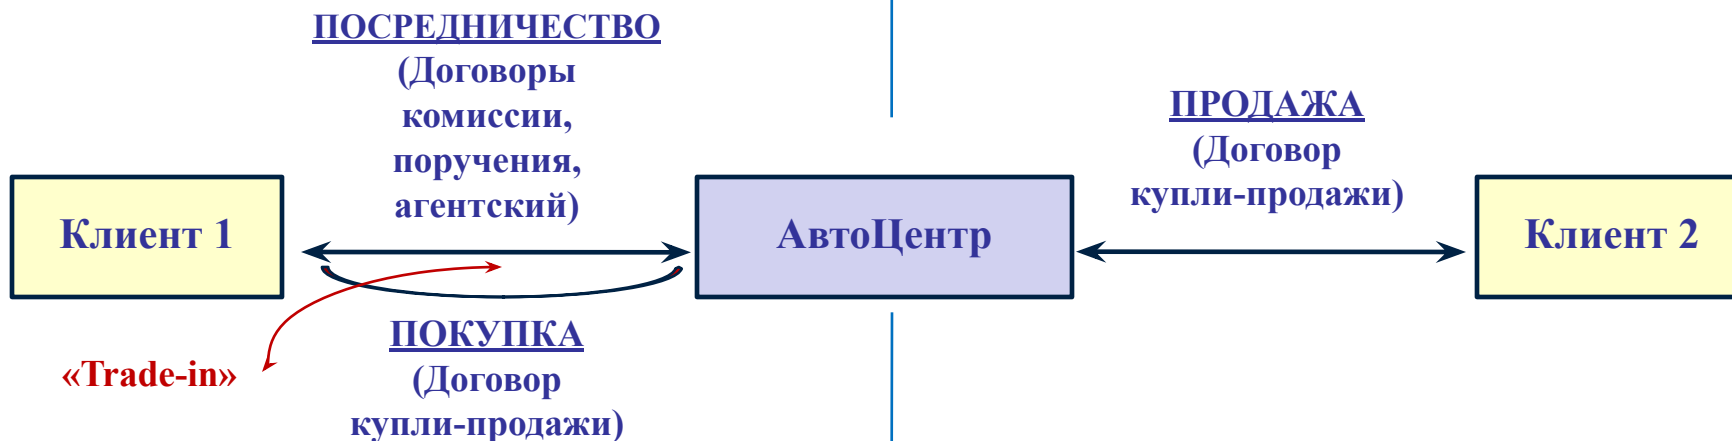 ПОСРЕДНИЧЕСТВО
(Договоры
комиссии,
поручения,
агентский)
ПРОДАЖА
(Договор
купли-продажи)
Клиент 1
АвтоЦентр
Клиент 2
«Trade-in»
ПОКУПКА
(Договор
купли-продажи)